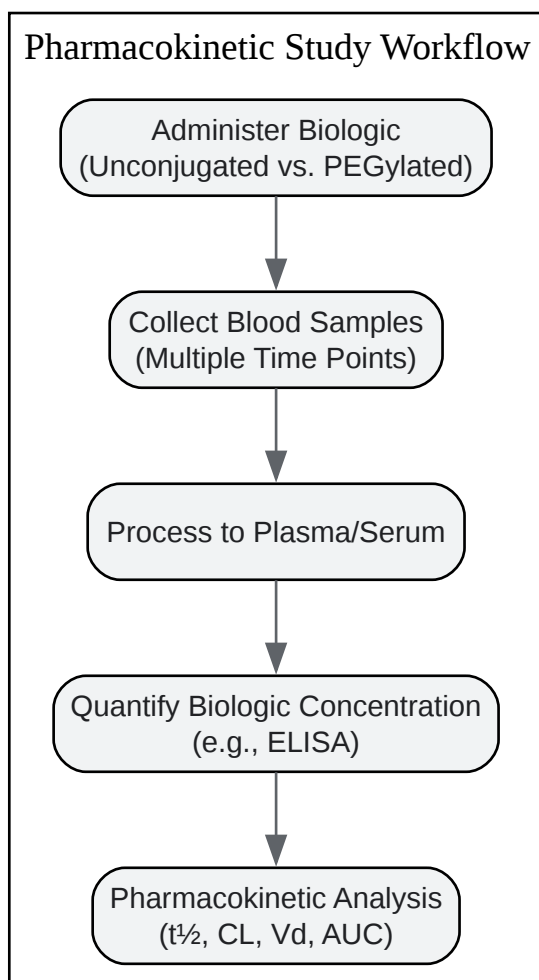 Pharmacokinetic Study Workflow
Administer Biologic
(Unconjugated vs. PEGylated)
Collect Blood Samples
(Multiple Time Points)
Process to Plasma/Serum
Quantify Biologic Concentration
(e.g., ELISA)
Pharmacokinetic Analysis
(t½, CL, Vd, AUC)